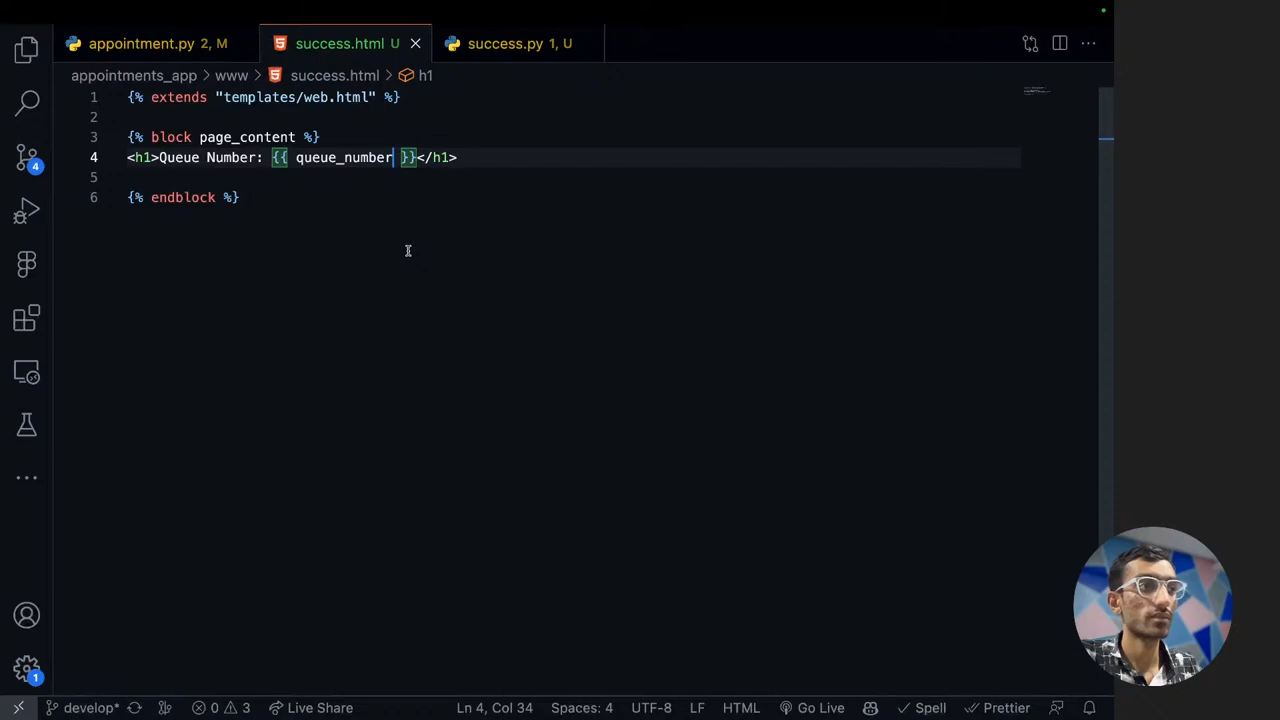 appointment.py 2, M
success.html U
success.py 1, U
appointments_app > www > success.html > h1
1 {% extends "templates/web.html" %}
2
3 {% block page_content %}
4 <h1>Queue Number: {{ queue_number }}</h1>
5
6 {% endblock %}
4
1
develop*
0 3
Live Share
Ln 4, Col 34
Spaces: 4
UTF-8
LF
HTML
Go Live
Spell
Prettier